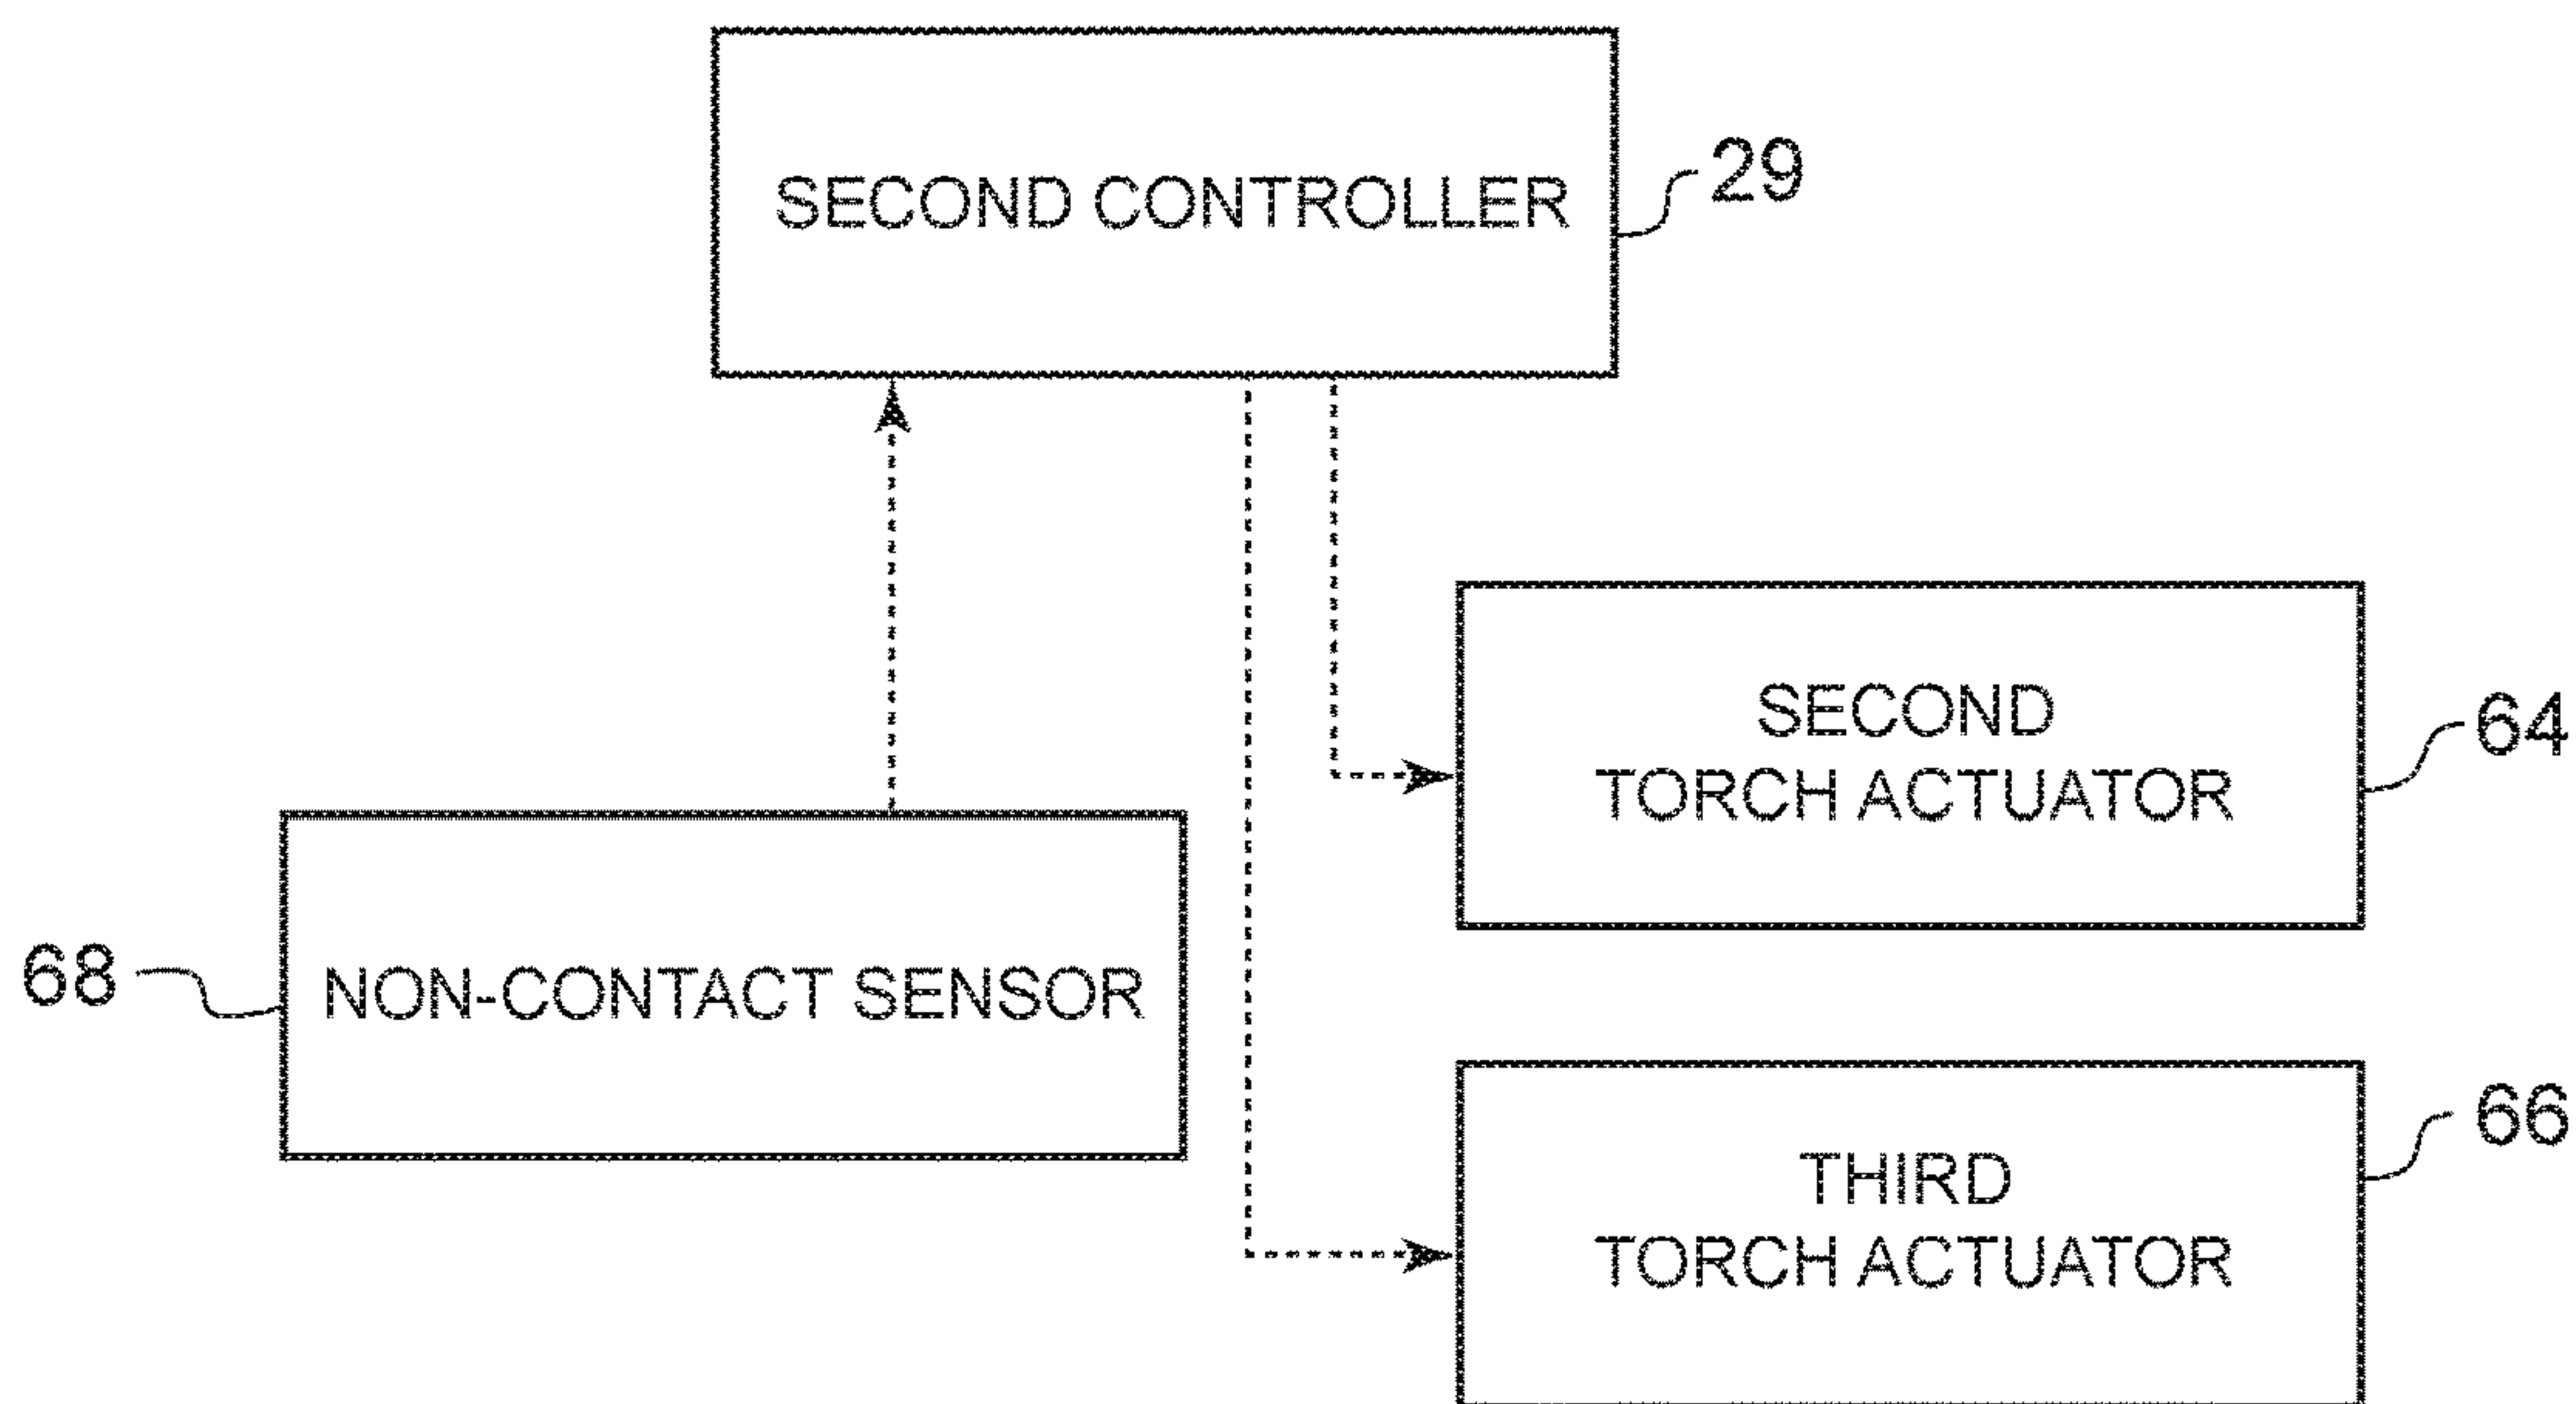 SECOND CONTROLLER
29
SECOND
TORCH ACTUATOR
64
68
NON-CONTACT SENSOR
THIRD
TORCH ACTUATOR
66